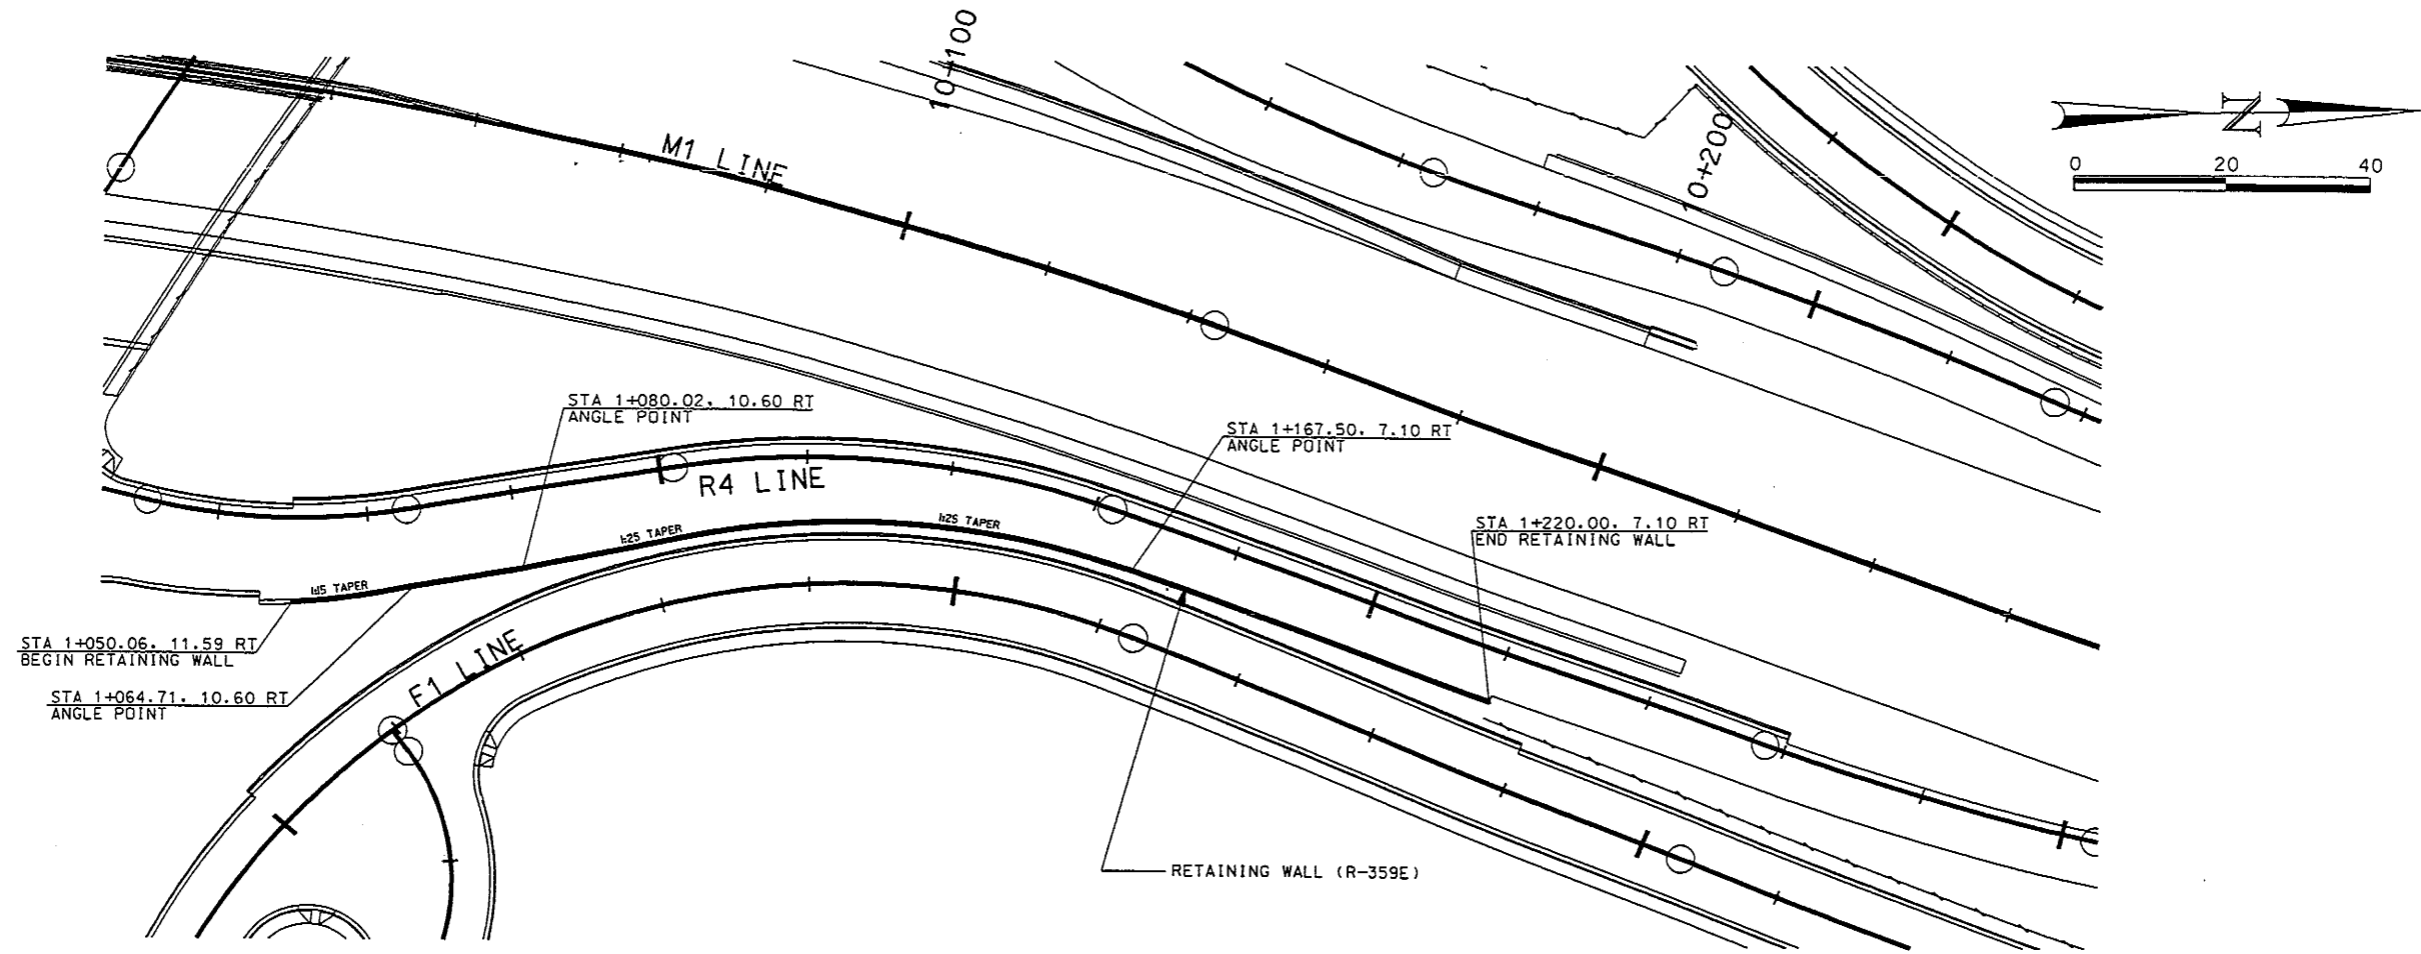 10+100
M1 LINE
10+200
N
0 20 40
STA 1+080.02, 10.60 RT
ANGLE POINT
STA 1+167.50, 7.10 RT
ANGLE POINT
R4 LINE
1:25 TAPER
1:25 TAPER
STA 1+220.00, 7.10 RT
END RETAINING WALL
1:15 TAPER
STA 1+050.06, 11.59 RT
BEGIN RETAINING WALL
F1 LINE
STA 1+064.71, 10.60 RT
ANGLE POINT
RETAINING WALL (R-359E)